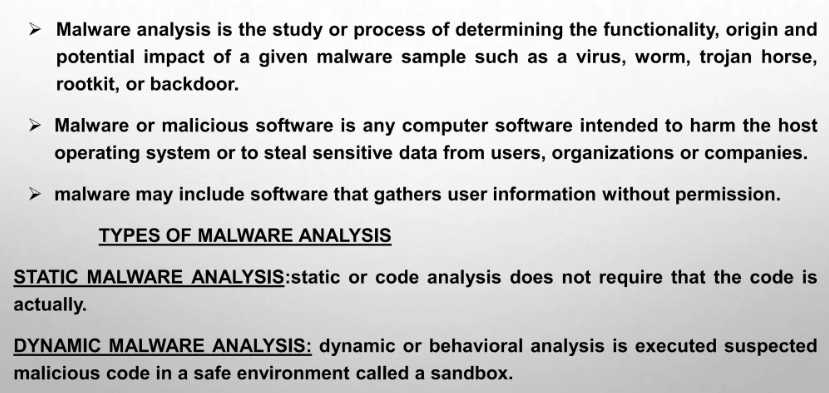 ➢ Malware analysis is the study or process of determining the functionality, origin and
potential impact of a given malware sample such as a virus, worm, trojan horse,
rootkit, or backdoor.
➢ Malware or malicious software is any computer software intended to harm the host
operating system or to steal sensitive data from users, organizations or companies.
➢ malware may include software that gathers user information without permission.
TYPES OF MALWARE ANALYSIS
STATIC MALWARE ANALYSIS:static or code analysis does not require that the code is
actually.
DYNAMIC MALWARE ANALYSIS: dynamic or behavioral analysis is executed suspected
malicious code in a safe environment called a sandbox.